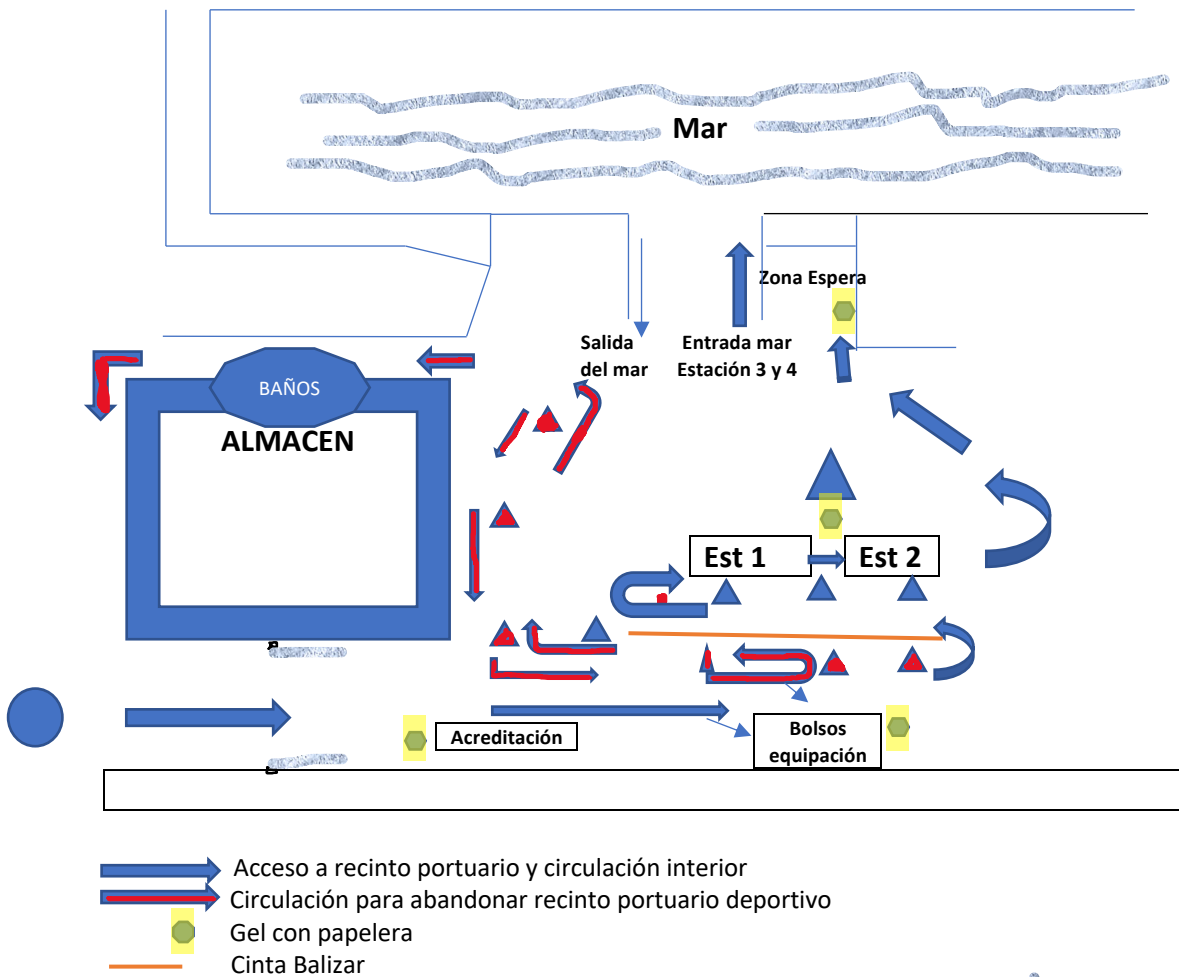 Mar
Zona Espera
Salida
del mar
Entrada mar
Estación 3 y 4
BAÑOS
ALMACEN
Est 1
Est 2
Acreditación
Bolsos
equipación
Acceso a recinto portuario y circulación interior
Circulación para abandonar recinto portuario deportivo
Gel con papelera
Cinta Balizar